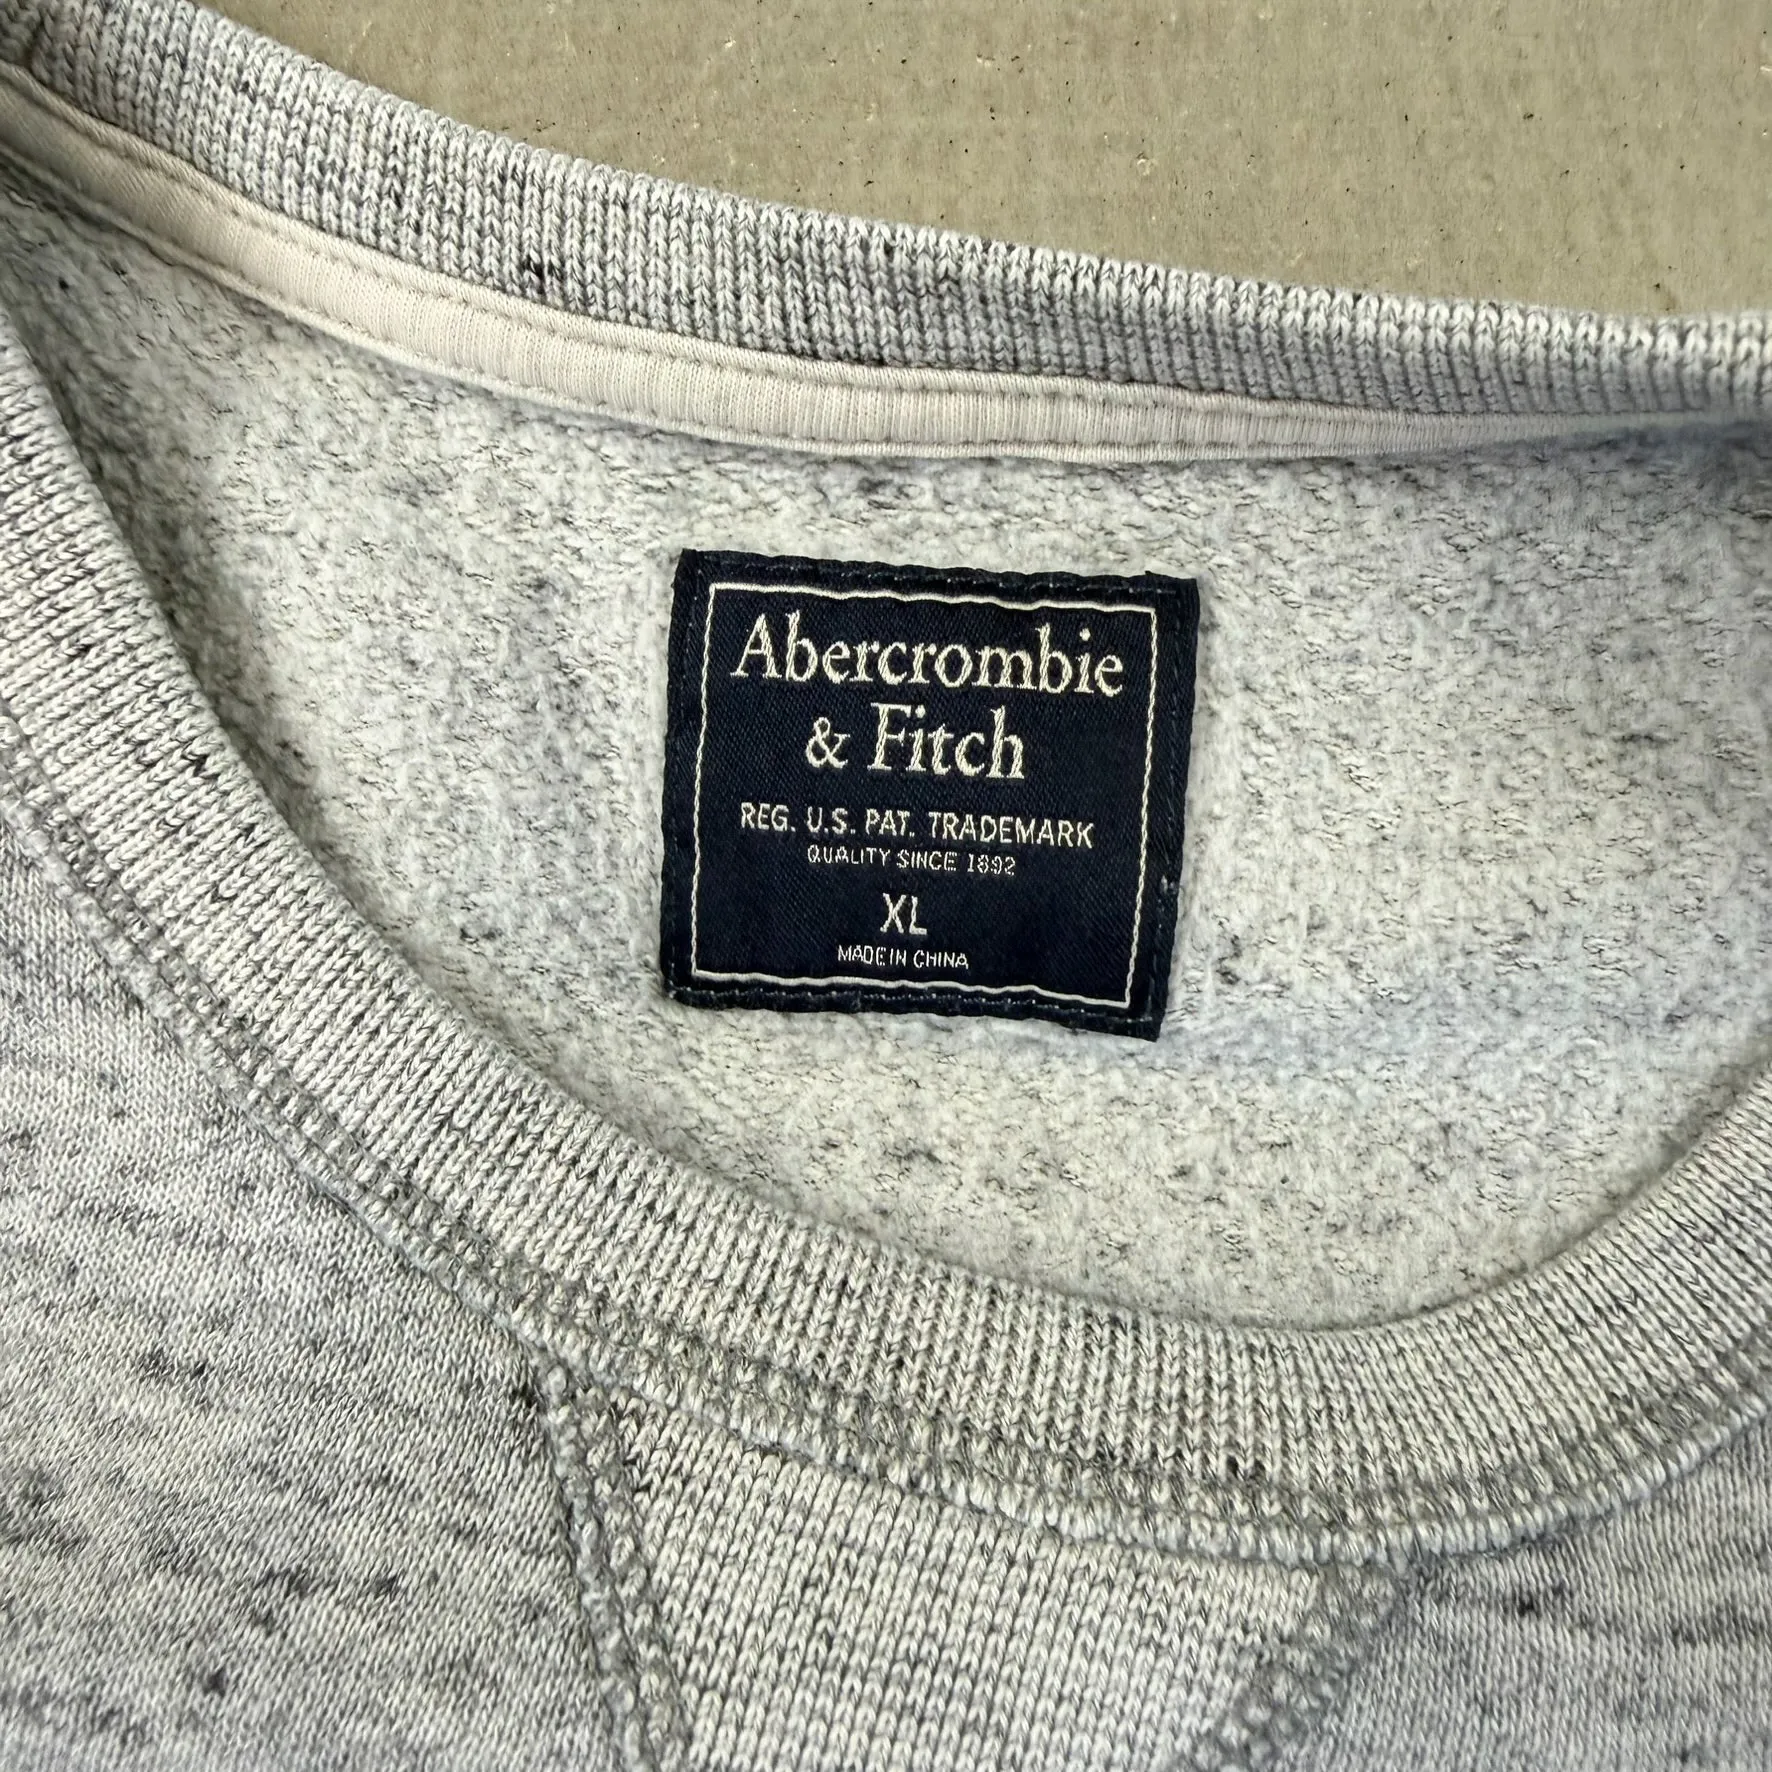 Abercrombie
& Fitch
REG. U.S. PAT. TRADEMARK
QUALITY SINCE 1892
XL
MADE IN CHINA